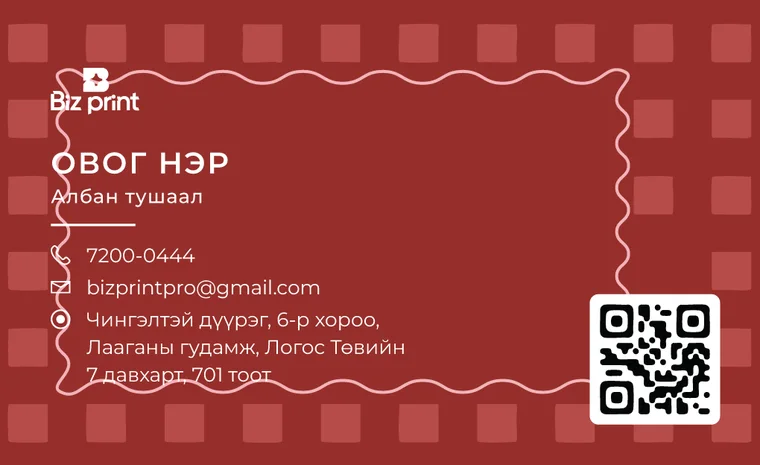 Biz print
ОВОГ НЭР
Албан тушаал
7200-0444
bizprintpro@gmail.com
Чингэлтэй дүүрэг, 6-р хороо,
Лааганы гудамж, Логос Төвийн
7 давхарт, 701 тоот